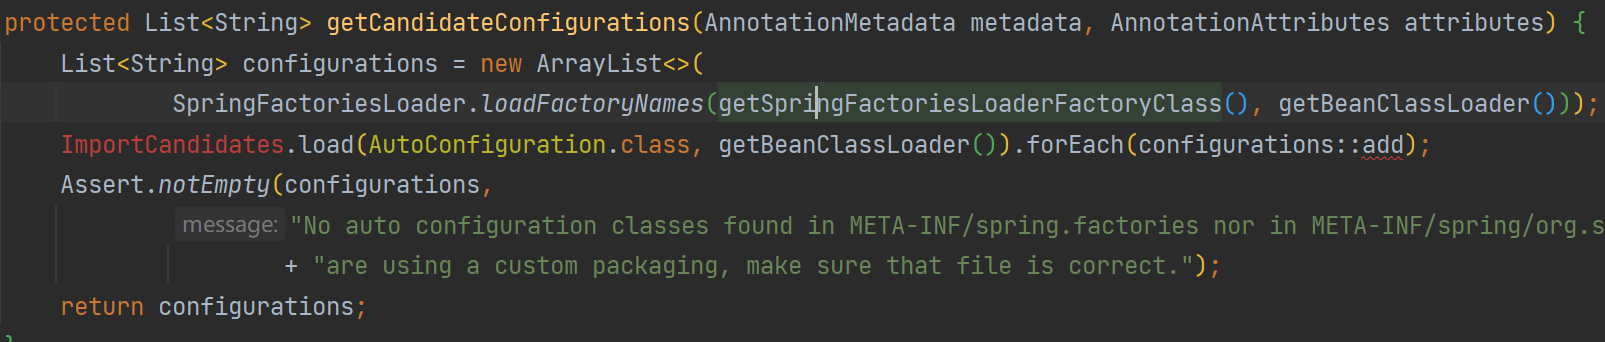 protected List<String> getCandidateConfigurations(AnnotationMetadata metadata, AnnotationAttributes attributes) {
List<String> configurations = new ArrayList<>(
SpringFactoriesLoader.loadFactoryNames(getSpringFactoriesLoaderFactoryClass(), getBeanClassLoader()));
ImportCandidates.load(AutoConfiguration.class, getBeanClassLoader()).forEach(configurations::add);
Assert.notEmpty(configurations,
message: "No auto configuration classes found in META-INF/spring.factories nor in META-INF/spring/org.s
+ "are using a custom packaging, make sure that file is correct.");
return configurations;
}